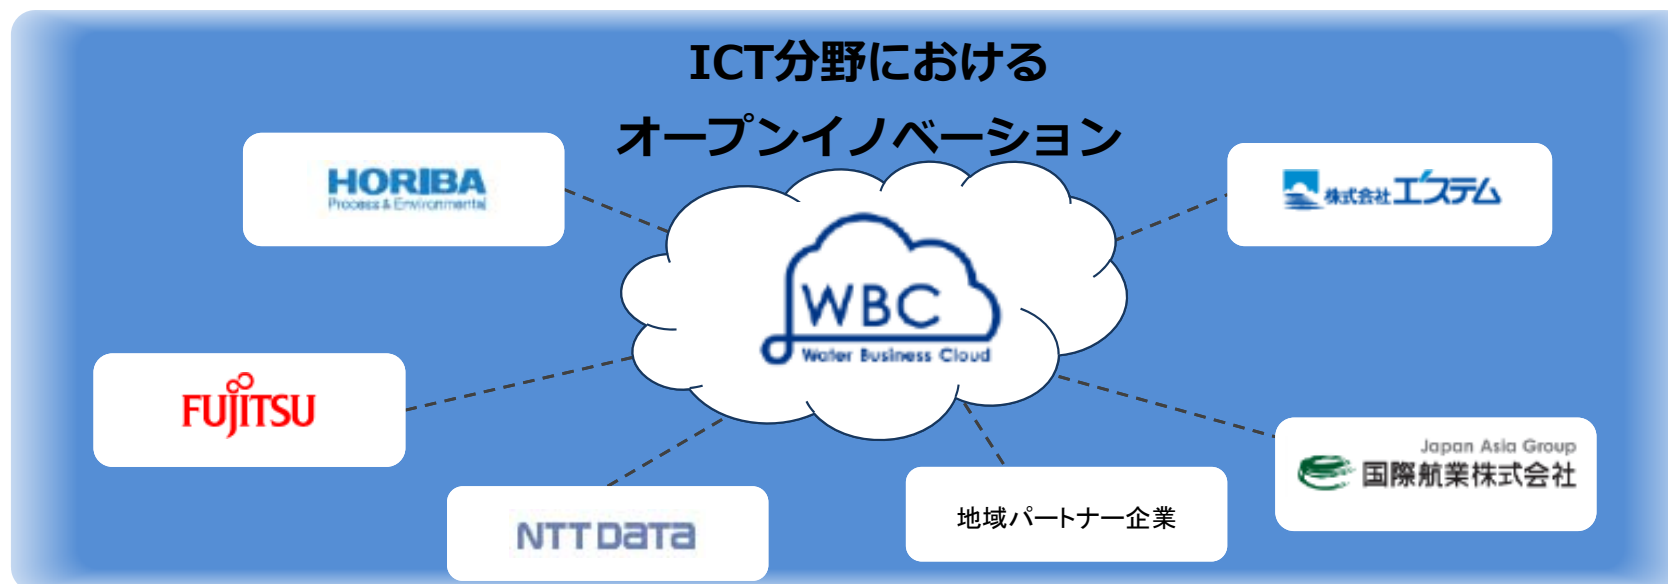 ICT分野における
オープンイノベーション
HORIBA
Process & Environmental
株式会社エステム
WBC
Water Business Cloud
FUJITSU
Japan Asia Group
国際航業株式会社
NTT DATA
地域パートナー企業